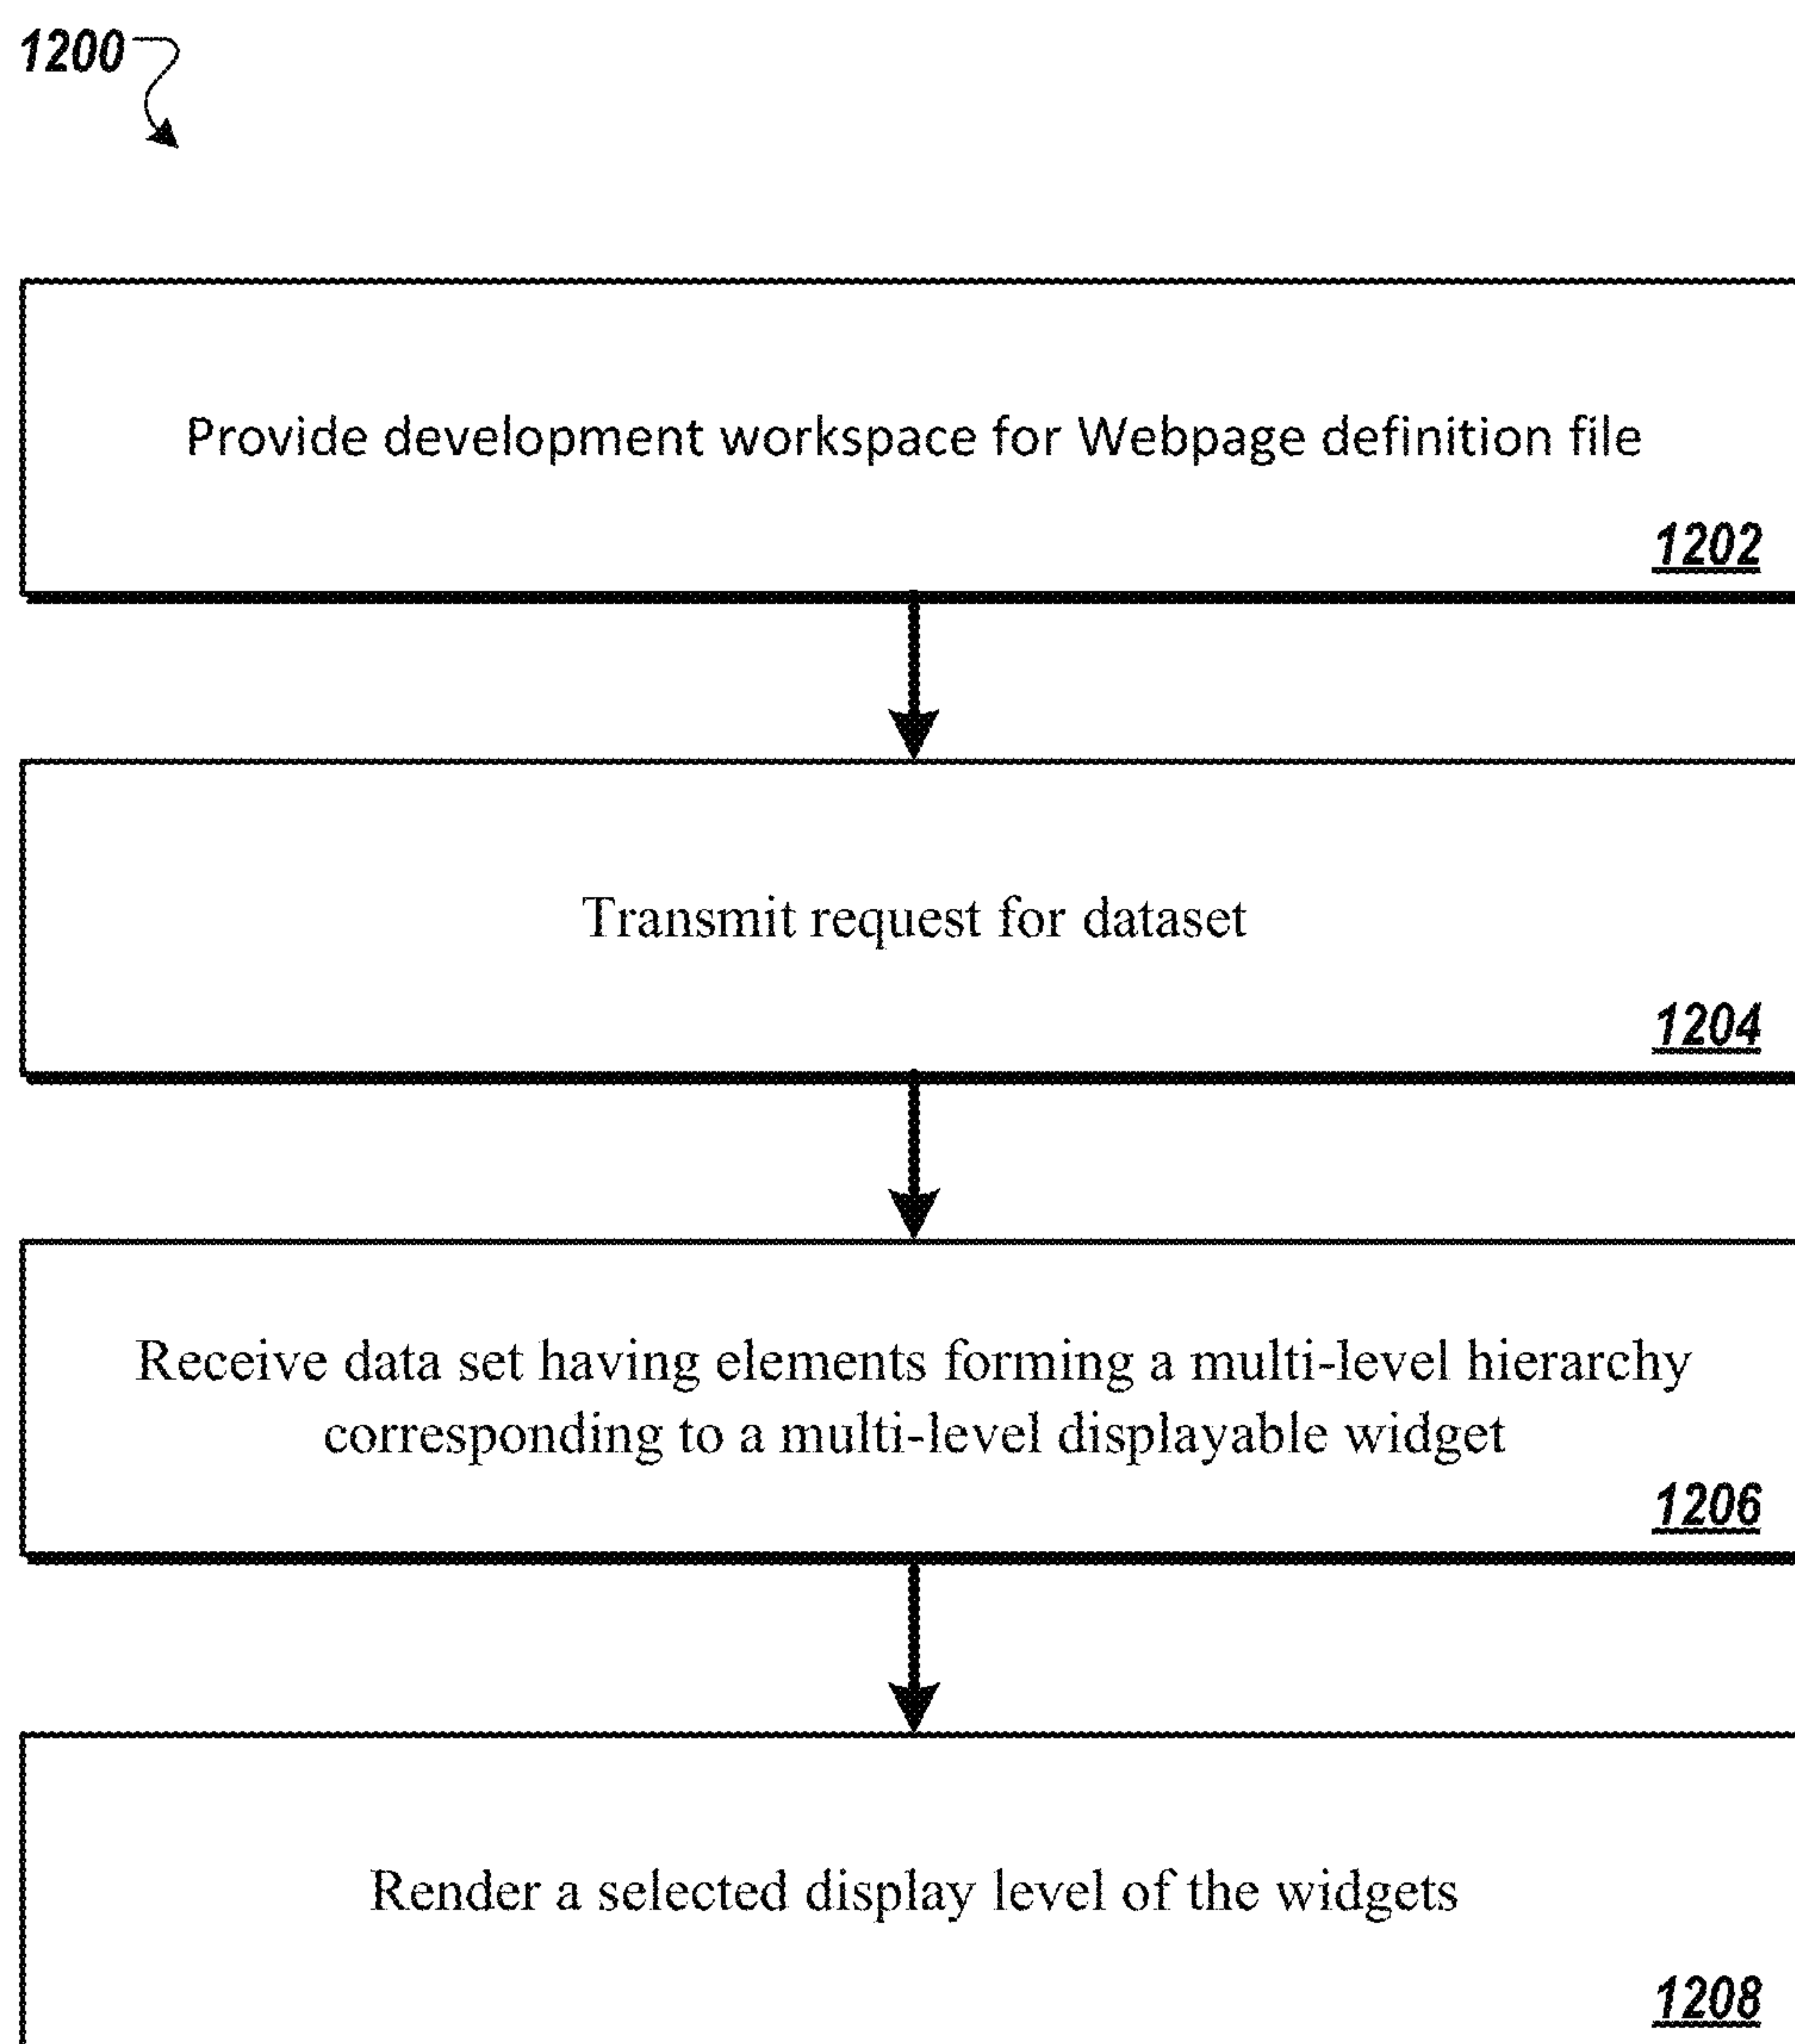 1200
Provide development workspace for Webpage definition file
1202
Transmit request for dataset
1204
Receive data set having elements forming a multi-level hierarchy
corresponding to a multi-level displayable widget
1206
Render a selected display level of the widgets
1208